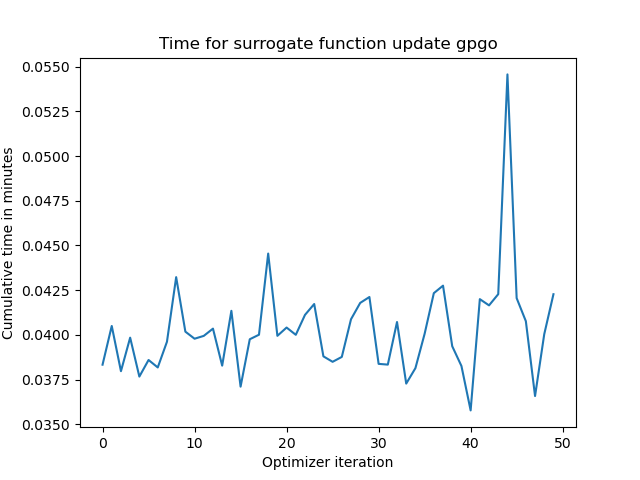 Time for surrogate function update gpgo
Cumulative time in minutes
0.0550
0.0525
0.0500
0.0475
0.0450
0.0425
0.0400
0.0375
0.0350
0 10 20 30 40 50
Optimizer iteration